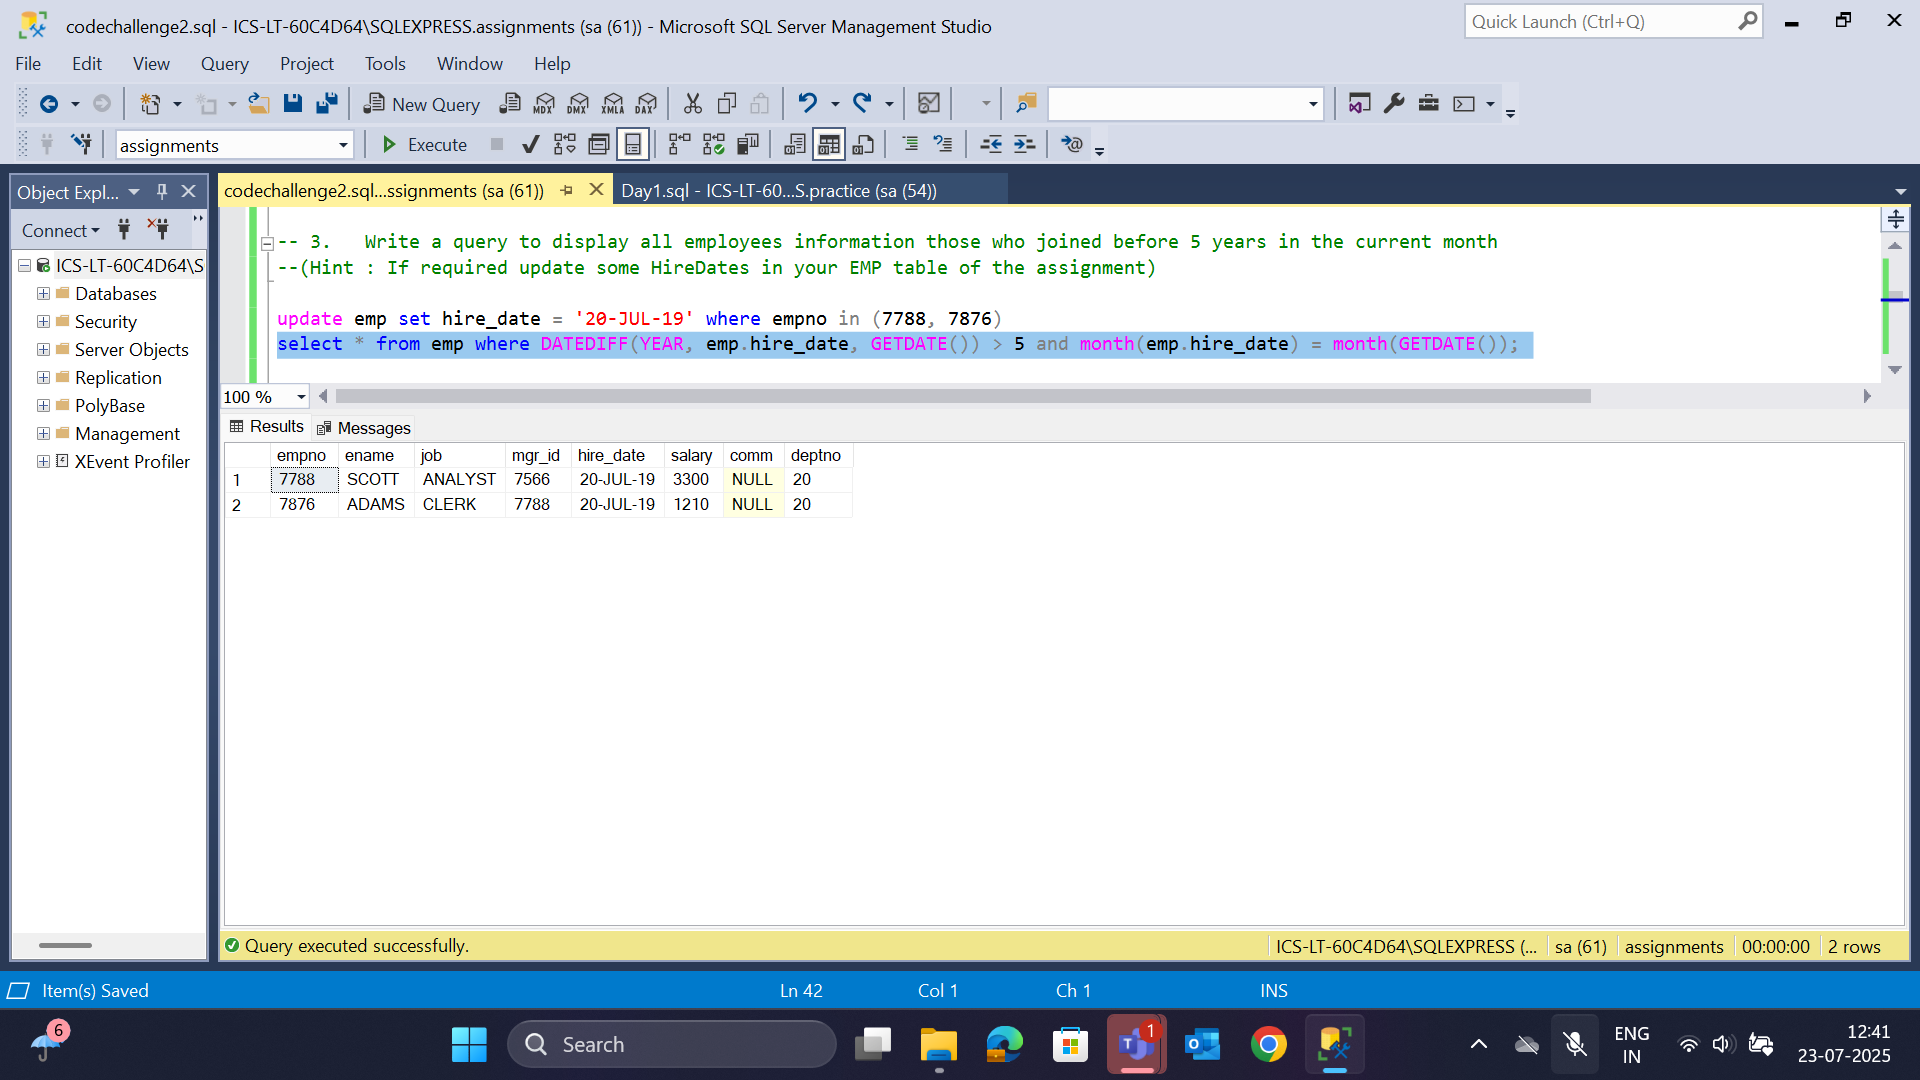 codechallenge2.sql - ICS-LT-60C4D64\SQLEXPRESS.assignments (sa (61)) - Microsoft SQL Server Management Studio
Quick Launch (Ctrl+Q)
File Edit View Query Project Tools Window Help
New Query MDX DMX XMLA DAX
assignments Execute
Object Expl...
codechallenge2.sql...ssignments (sa (61)) Day1.sql - ICS-LT-60...S.practice (sa (54))
Connect
ICS-LT-60C4D64\S
Databases
Security
Server Objects
Replication
PolyBase
Management
XEvent Profiler
-- 3. Write a query to display all employees information those who joined before 5 years in the current month
--(Hint : If required update some HireDates in your EMP table of the assignment)
update emp set hire_date = '20-JUL-19' where empno in (7788, 7876)
select * from emp where DATEDIFF(YEAR, emp.hire_date, GETDATE()) > 5 and month(emp.hire_date) = month(GETDATE());
100 %
Results Messages
empno ename job mgr_id hire_date salary comm deptno
1 7788 SCOTT ANALYST 7566 20-JUL-19 3300 NULL 20
2 7876 ADAMS CLERK 7788 20-JUL-19 1210 NULL 20
Query executed successfully. ICS-LT-60C4D64\SQLEXPRESS (... sa (61) assignments 00:00:00 2 rows
Item(s) Saved Ln 42 Col 1 Ch 1 INS
6
Search
1
ENG
IN
12:41
23-07-2025